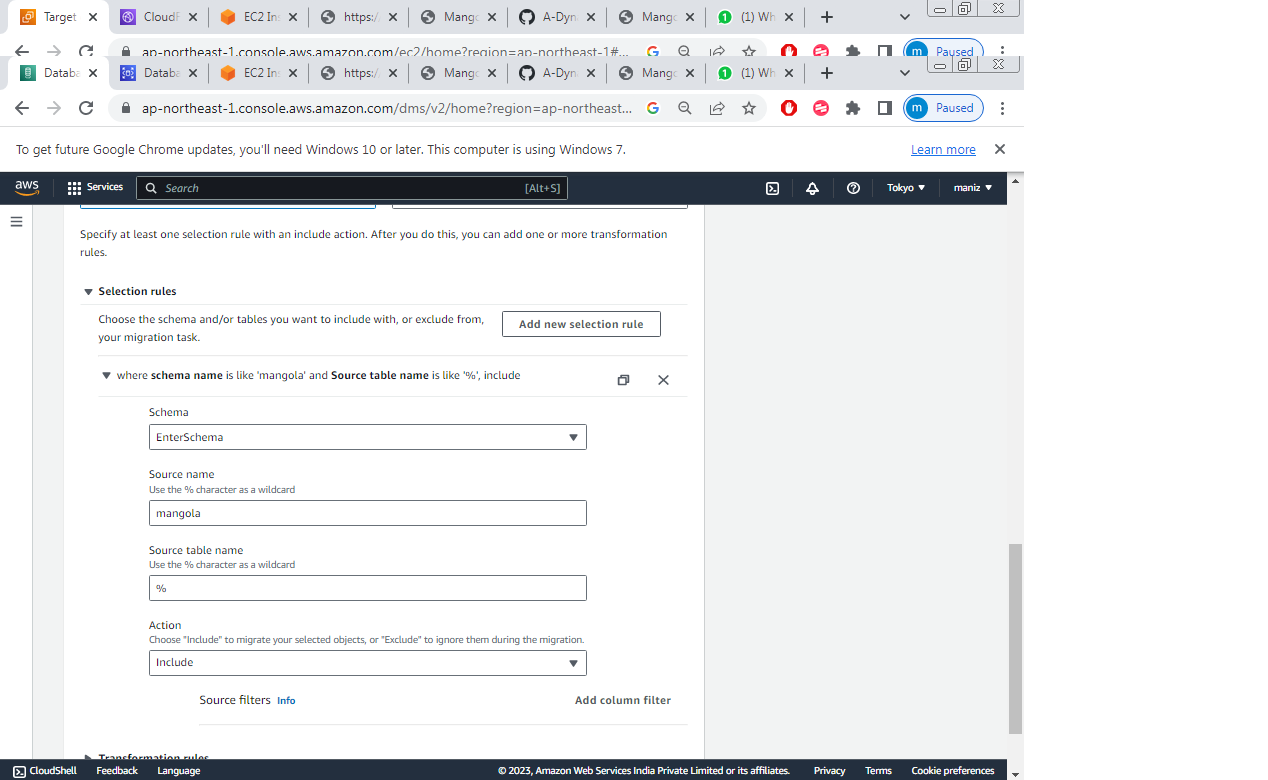 Target
CloudF
EC2 Ins
https:/
Mango
A-Dyna
Mango
(1) Wh
ap-northeast-1.console.aws.amazon.com/ec2/home?region=ap-northeast-1#...
Paused
Databa
Databa
EC2 Ins
https:/
Mango
A-Dyna
Mango
(1) Wh
ap-northeast-1.console.aws.amazon.com/dms/v2/home?region=ap-northeast...
m
Paused
To get future Google Chrome updates, you'll need Windows 10 or later. This computer is using Windows 7.
Learn more
aws
Services
Search
[Alt+S]
Tokyo
maniz
Specify at least one selection rule with an include action. After you do this, you can add one or more transformation
rules.
Selection rules
Choose the schema and/or tables you want to include with, or exclude from,
your migration task.
Add new selection rule
where schema name is like 'mangola' and Source table name is like '%', include
Schema
EnterSchema
Source name
Use the % character as a wildcard
mangola
Source table name
Use the % character as a wildcard
%
Action
Choose "Include" to migrate your selected objects, or "Exclude" to ignore them during the migration.
Include
Source filters Info
Add column filter
Transformation rules
CloudShell
Feedback
Language
© 2023, Amazon Web Services India Private Limited or its affiliates.
Privacy
Terms
Cookie preferences